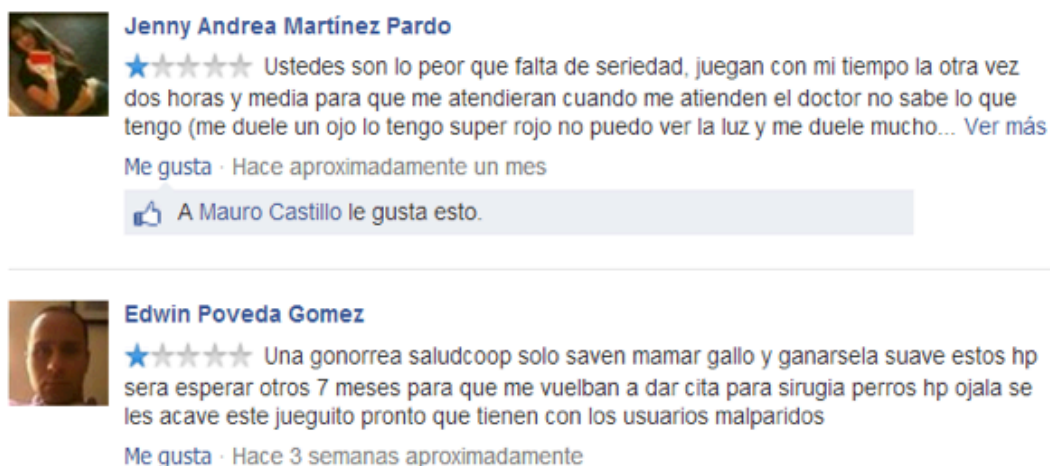 Jenny Andrea Martínez Pardo
Ustedes son lo peor que falta de seriedad, juegan con mi tiempo la otra vez
dos horas y media para que me atendieran cuando me atienden el doctor no sabe lo que
tengo (me duele un ojo lo tengo super rojo no puedo ver la luz y me duele mucho... Ver más
Me gusta · Hace aproximadamente un mes
A Mauro Castillo le gusta esto.
Edwin Poveda Gomez
Una gonorrea saludcoop solo saven mamar gallo y ganarsela suave estos hp
sera esperar otros 7 meses para que me vuelban a dar cita para sirugia perros hp ojala se
les acave este jueguito pronto que tienen con los usuarios malparidos
Me gusta · Hace 3 semanas aproximadamente